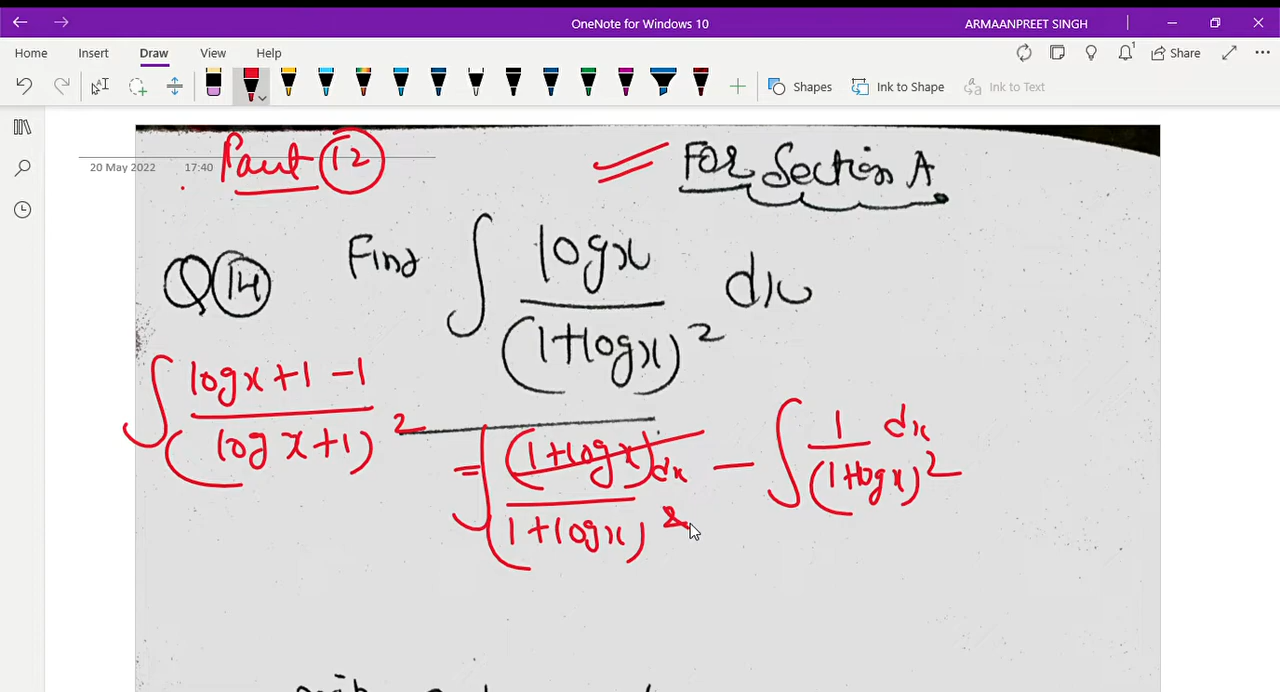 OneNote for Windows 10
ARMAANPREET SINGH
Home Insert Draw View Help
Share
Shapes Ink to Shape Ink to Text
20 May 2022 17:40
Part 12
For Section A
Q 14 Find ∫ logx / (1+logx)² dx
∫ logx+1-1 / (logx+1)²
= ∫ (1+logx) dx / (1+logx)² - ∫ 1 / (1+logx)² dx